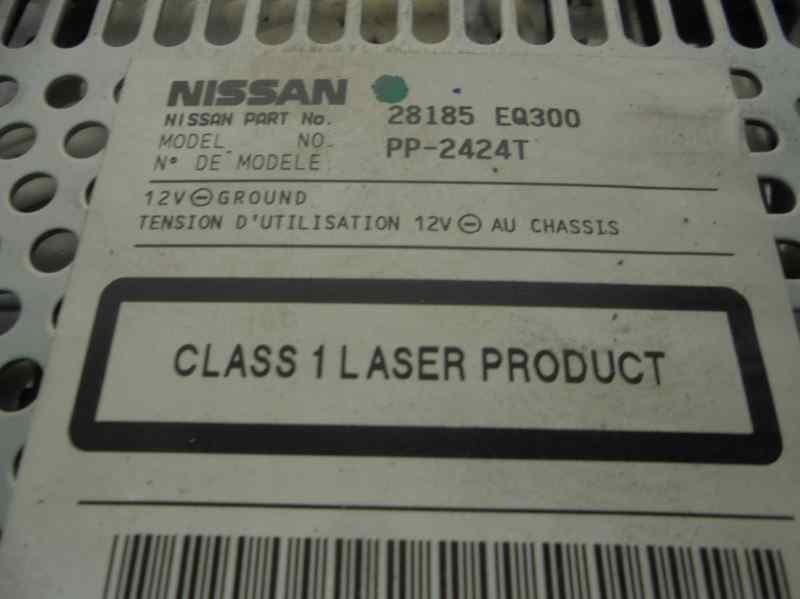 NISSAN
NISSAN PART No. 28185 EQ300
MODEL NO. PP-2424T
N° DE MODELE
12V ⊖ GROUND
TENSION D'UTILISATION 12V ⊖ AU CHASSIS
CLASS 1 LASER PRODUCT